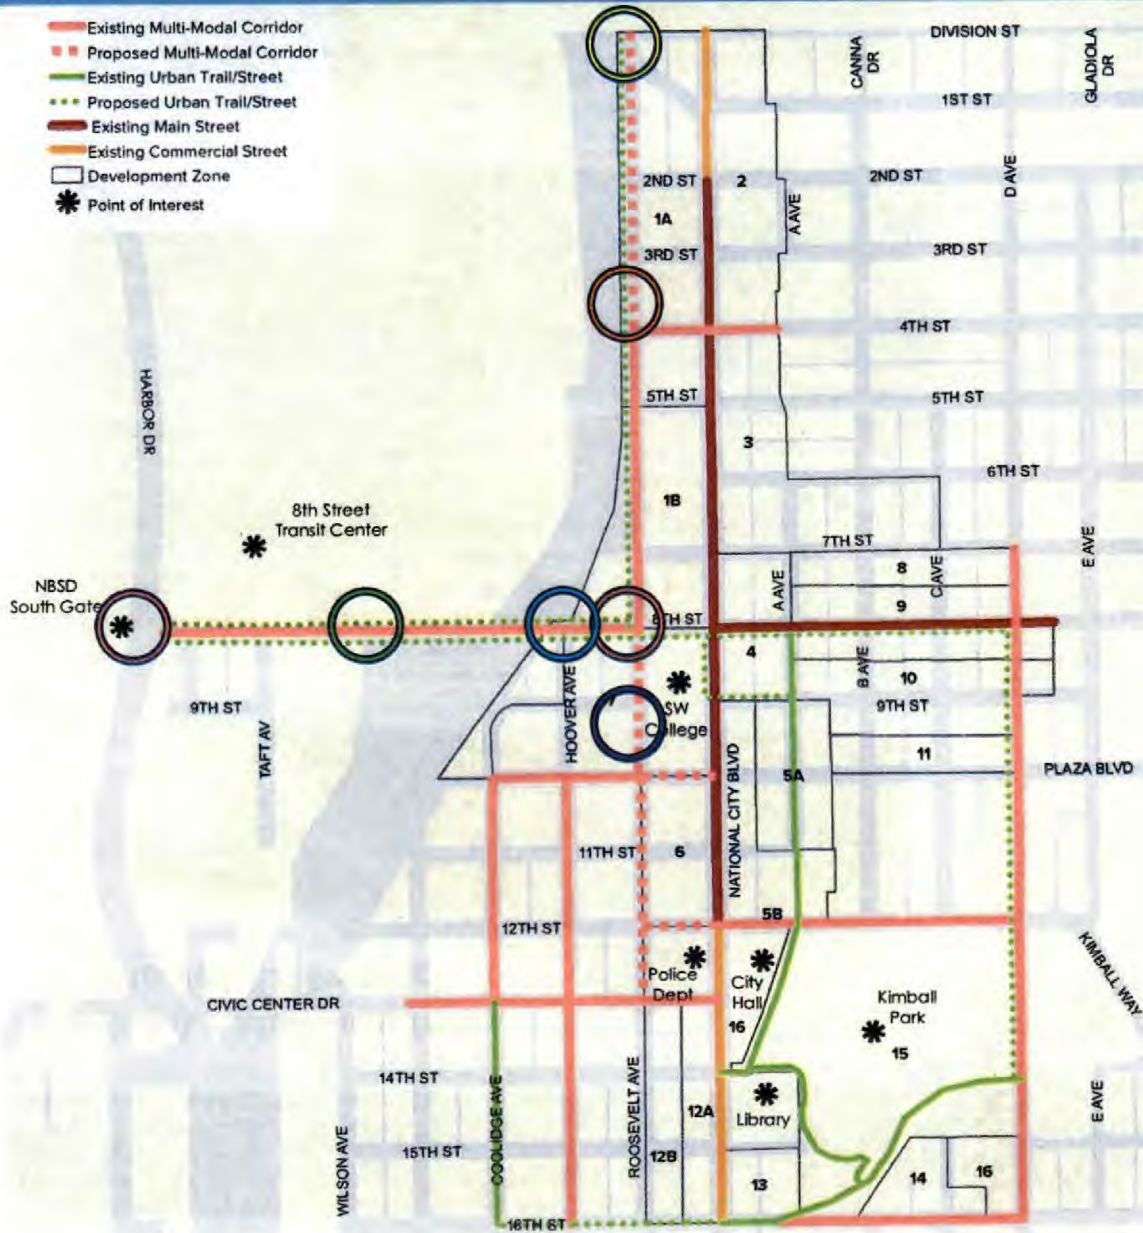 Existing Multi-Modal Corridor
Proposed Multi-Modal Corridor
Existing Urban Trail/Street
Proposed Urban Trail/Street
Existing Main Street
Existing Commercial Street
Development Zone
Point of Interest
DIVISION ST
CANNA
DR
GLADIOLA
DR
1ST ST
2ND ST
2
2ND ST
D AVE
1A
A AVE
3RD ST
3RD ST
4TH ST
HARBOR DR
5TH ST
5TH ST
3
6TH ST
1B
8th Street
Transit Center
7TH ST
E AVE
NBSD
South Gate
8
A AVE
C AVE
9
8TH ST
4
B AVE
10
HOOVER AVE
SW
College
9TH ST
9TH ST
TAFT AV
NATIONAL CITY BLVD
11
5A
PLAZA BLVD
11TH ST
6
5B
12TH ST
KIMBALL WAY
Police
Dept
City
Hall
Kimball
Park
CIVIC CENTER DR
16
15
14TH ST
COOLIDGE AVE
ROOSEVELT AVE
12A
Library
E AVE
WILSON AVE
15TH ST
12B
13
14
16
16TH ST